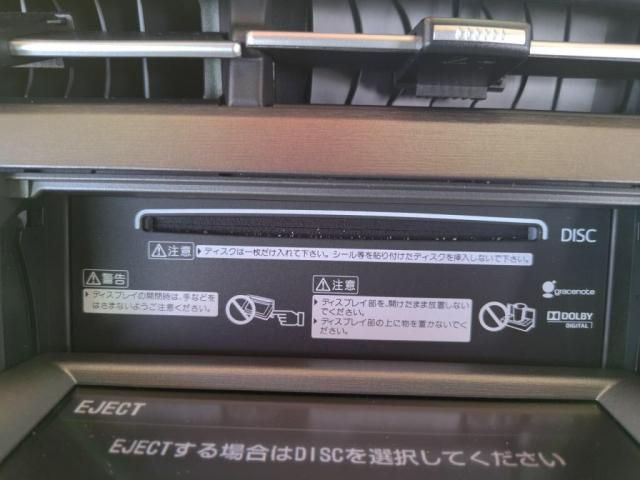 DISC
注意
ディスクは一枚だけ入れて下さい。シール等を貼り付けたディスクを挿入しないで下さい。
警告
ディスプレイの開閉時は、手などを
はさまないようご注意ください。
注意
ディスプレイ部を、開けたまま放置しない
でください。
ディスプレイ部の上に物を置かないでく
ださい。
gracenote
DOLBY
DIGITAL
EJECT
EJECTする場合はDISCを選択してください